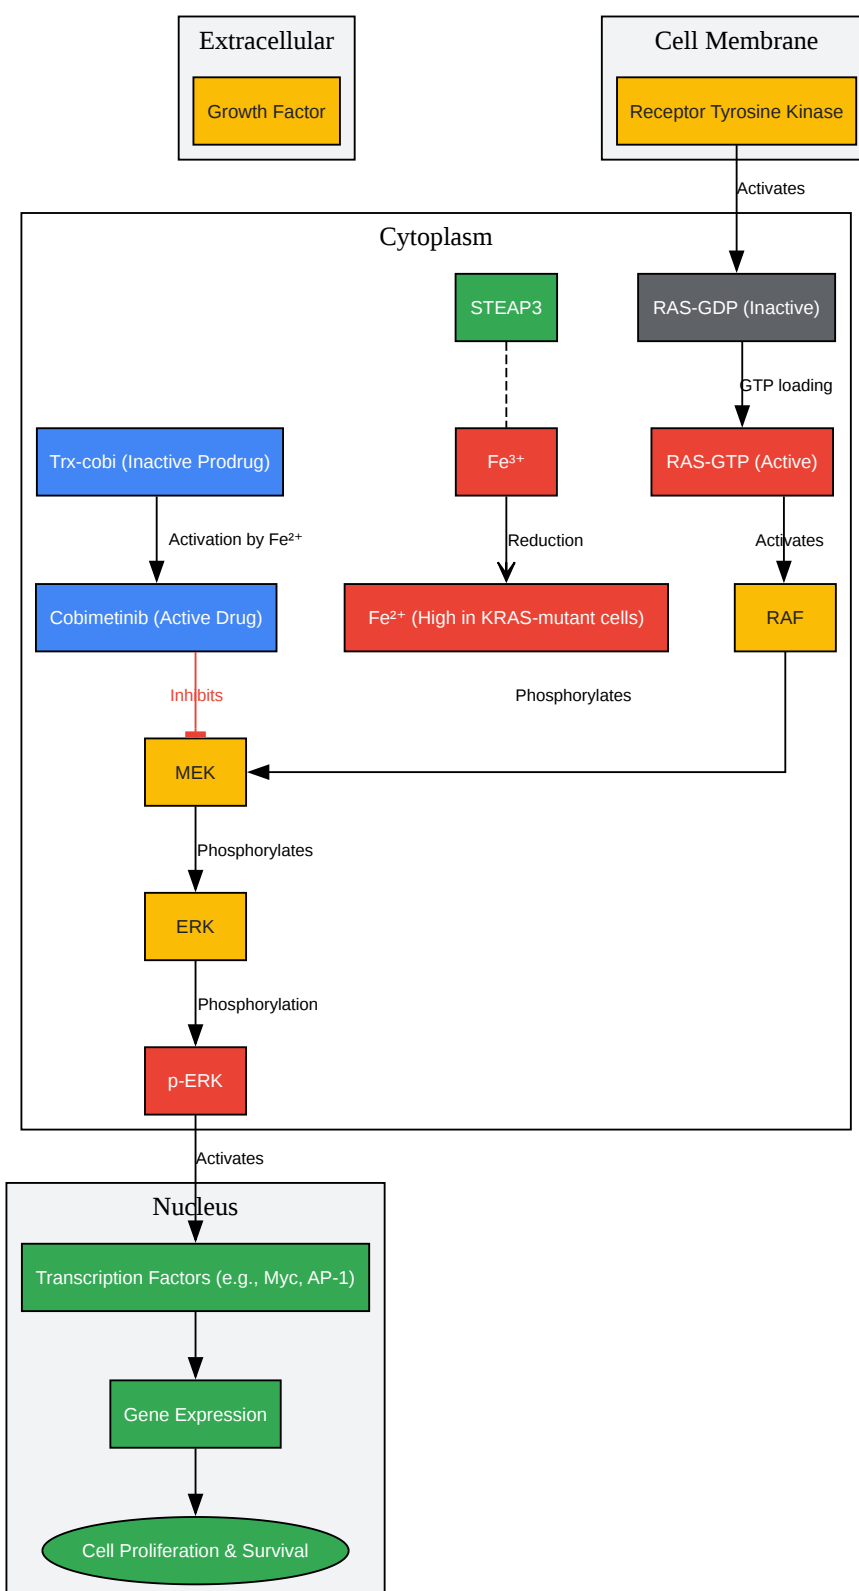 Extracellular
Cell Membrane
Growth Factor
Receptor Tyrosine Kinase
Activates
Cytoplasm
STEAP3
RAS-GDP (Inactive)
GTP loading
Trx-cobi (Inactive Prodrug)
Fe³⁺
RAS-GTP (Active)
Activation by Fe²⁺
Reduction
Activates
Cobimetinib (Active Drug)
Fe²⁺ (High in KRAS-mutant cells)
RAF
Inhibits
Phosphorylates
MEK
Phosphorylates
ERK
Phosphorylation
p-ERK
Activates
Nucleus
Transcription Factors (e.g., Myc, AP-1)
Gene Expression
Cell Proliferation & Survival